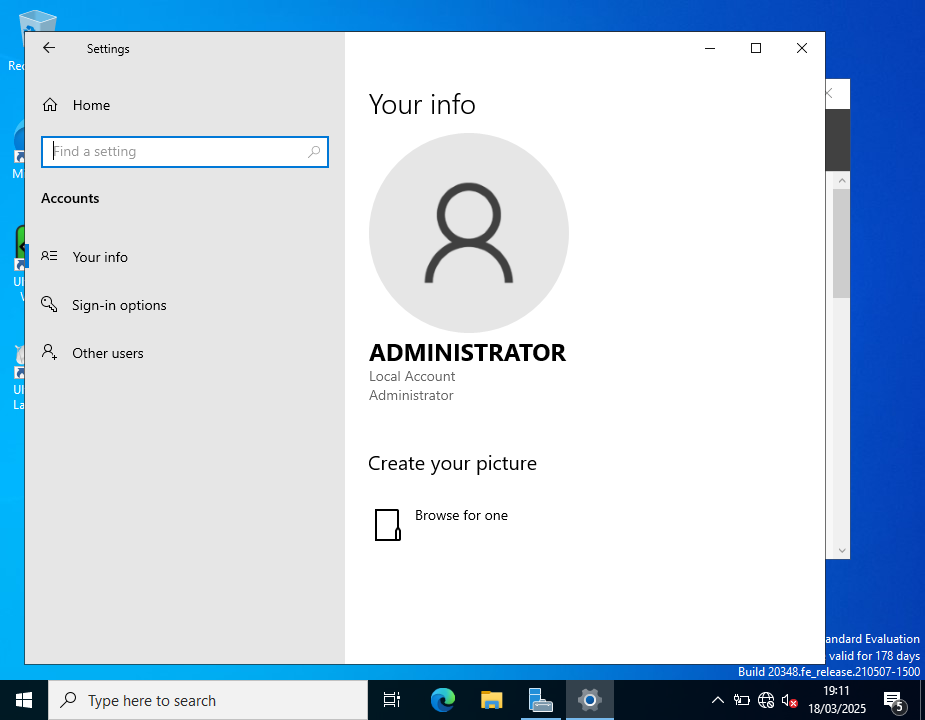 Settings
Home
Find a setting
Accounts
Your info
Sign-in options
Other users
Your info
ADMINISTRATOR
Local Account
Administrator
Create your picture
Browse for one
Rec
M
Ul
Ul
La
andard Evaluation
valid for 178 days
Build 20348.fe_release.210507-1500
Type here to search
19:11
18/03/2025
5